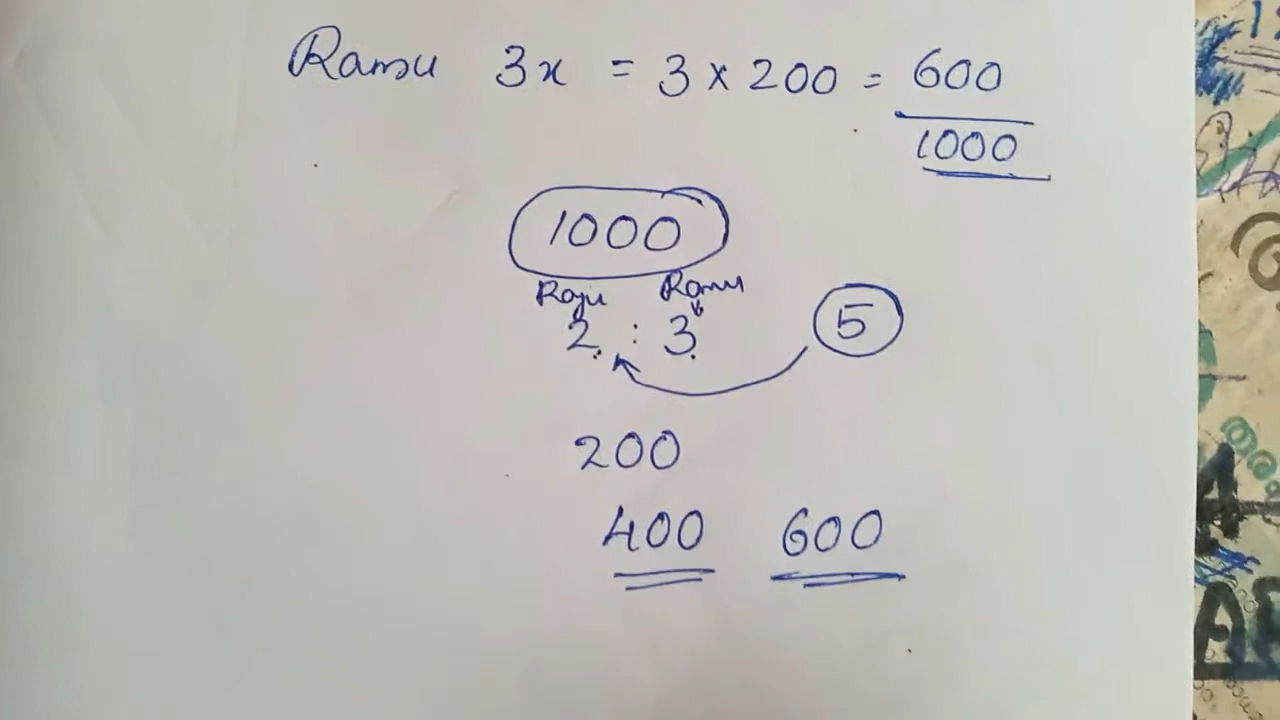 Ramu 3x = 3 × 200 = 600
1000
1000
Raju Ramu
2 : 3 5
200
400 600